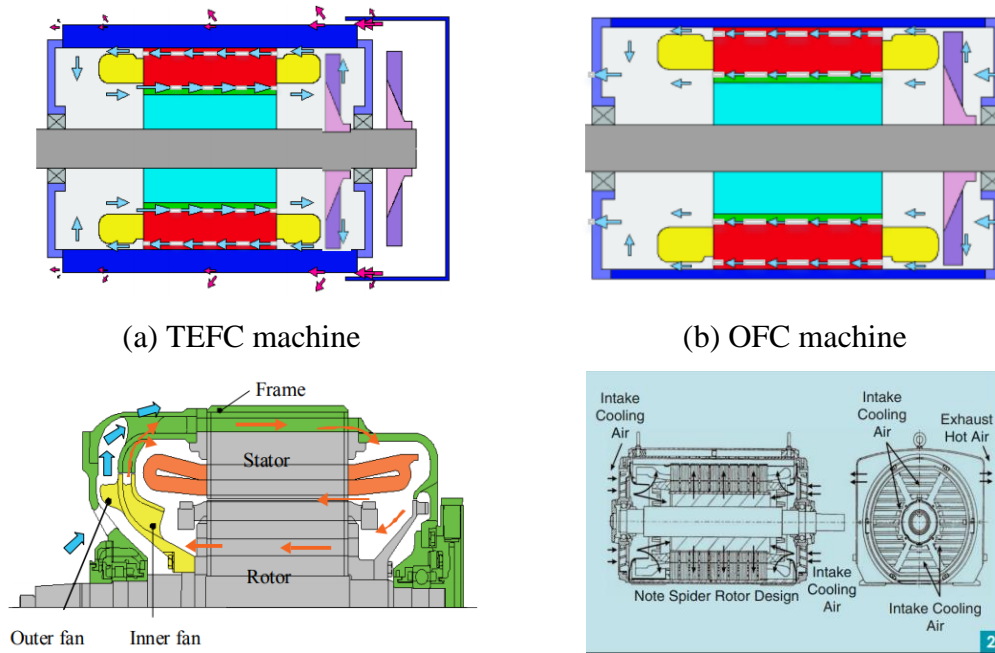 (a) TEFC machine
(b) OFC machine
Frame
Stator
Rotor
Outer fan
Inner fan
Intake
Cooling
Air
Intake
Cooling
Air
Exhaust
Hot Air
Note Spider Rotor Design
Intake
Cooling
Air
Intake Cooling
Air
2